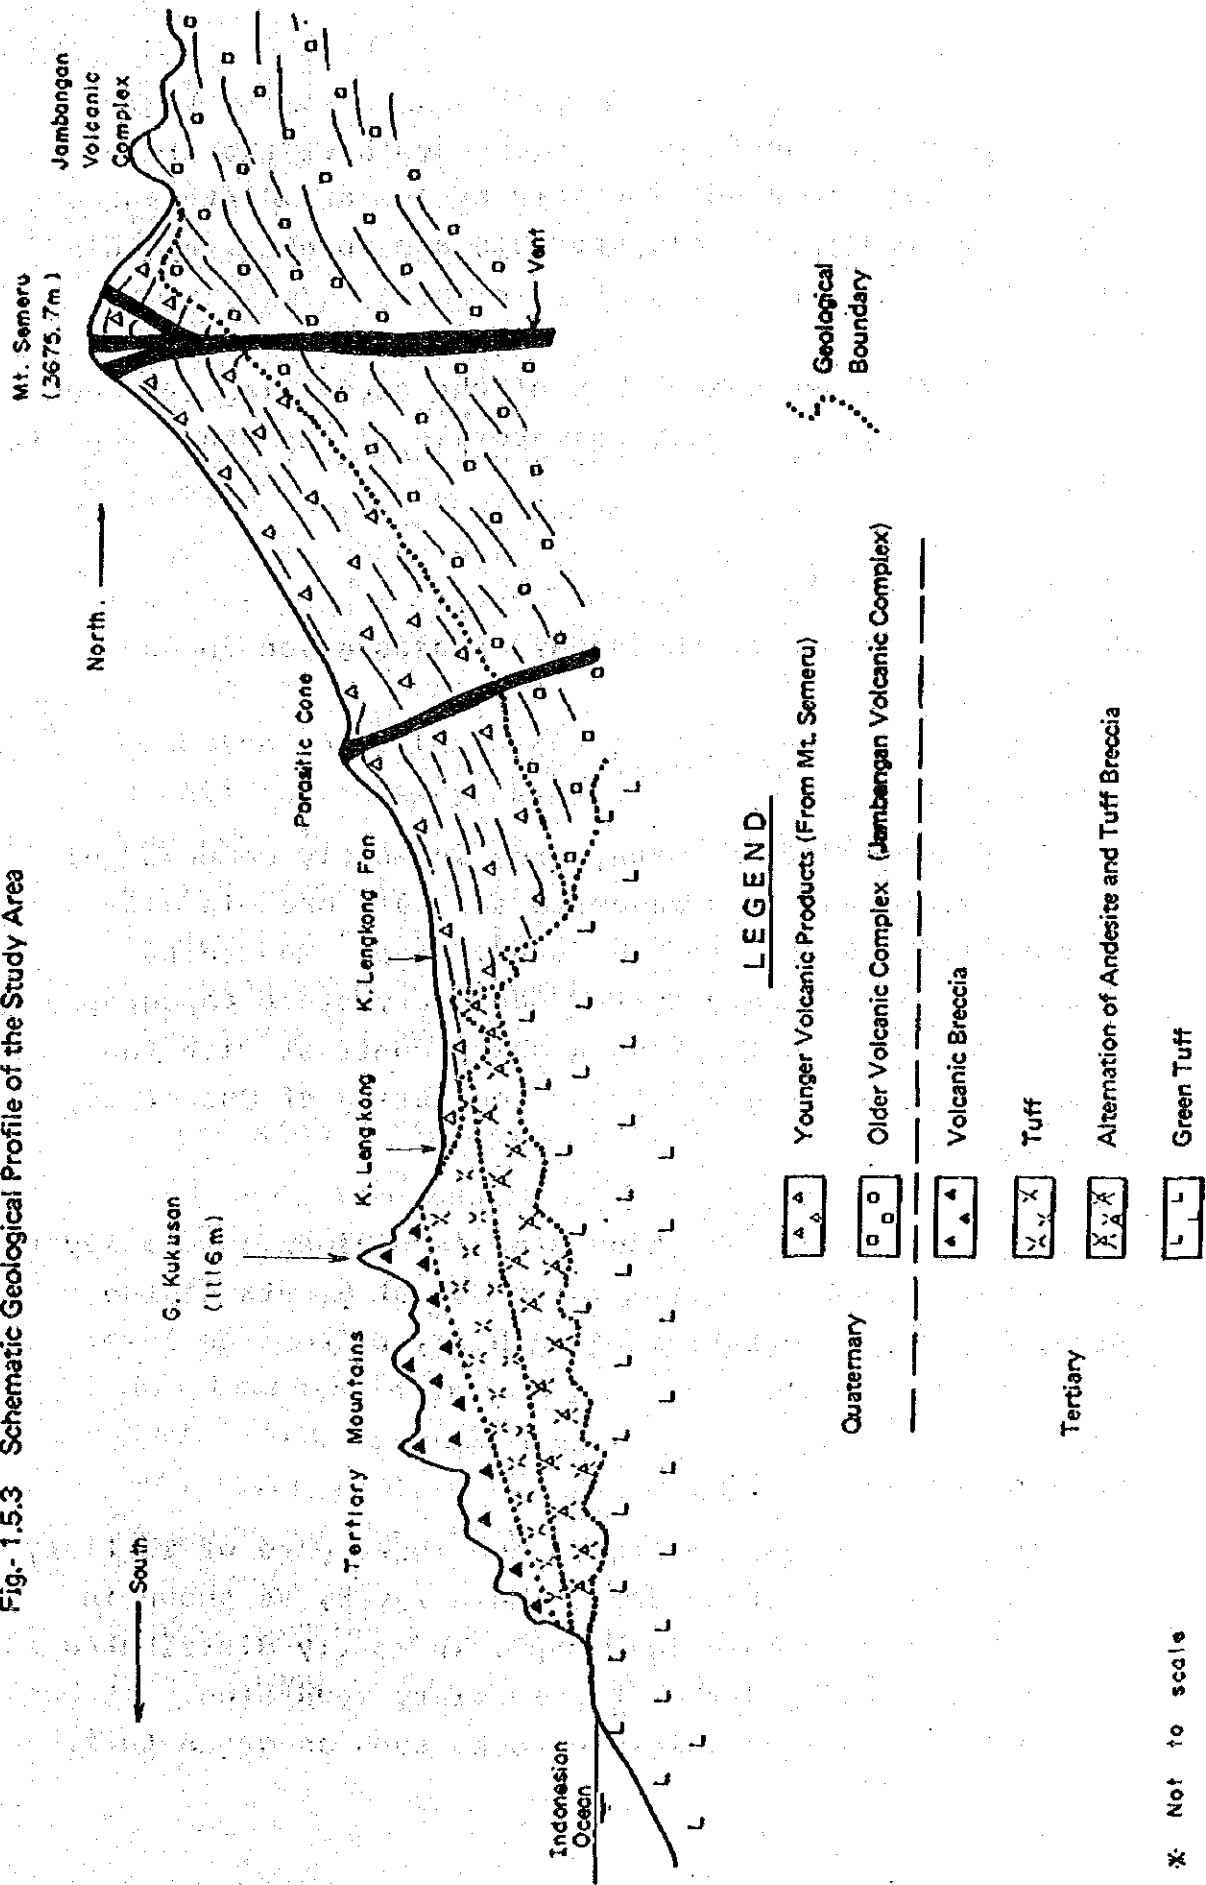 Fig.- 1.5.3 Schematic Geological Profile of the Study Area
South
North.
Mt. Semeru
(3675.7m)
Jambangan
Volcanic
Complex
G. Kukusan
(1116m)
Tertiary Mountains
K. Lengkong
K. Lengkong Fan
Parasitic Cone
Vent
Indonesian
Ocean
LEGEND
Quaternary
Younger Volcanic Products (From Mt. Semeru)
Older Volcanic Complex (Jambangan Volcanic Complex)
Tertiary
Volcanic Breccia
Tuff
Alternation of Andesite and Tuff Breccia
Green Tuff
Geological
Boundary
※ Not to scale